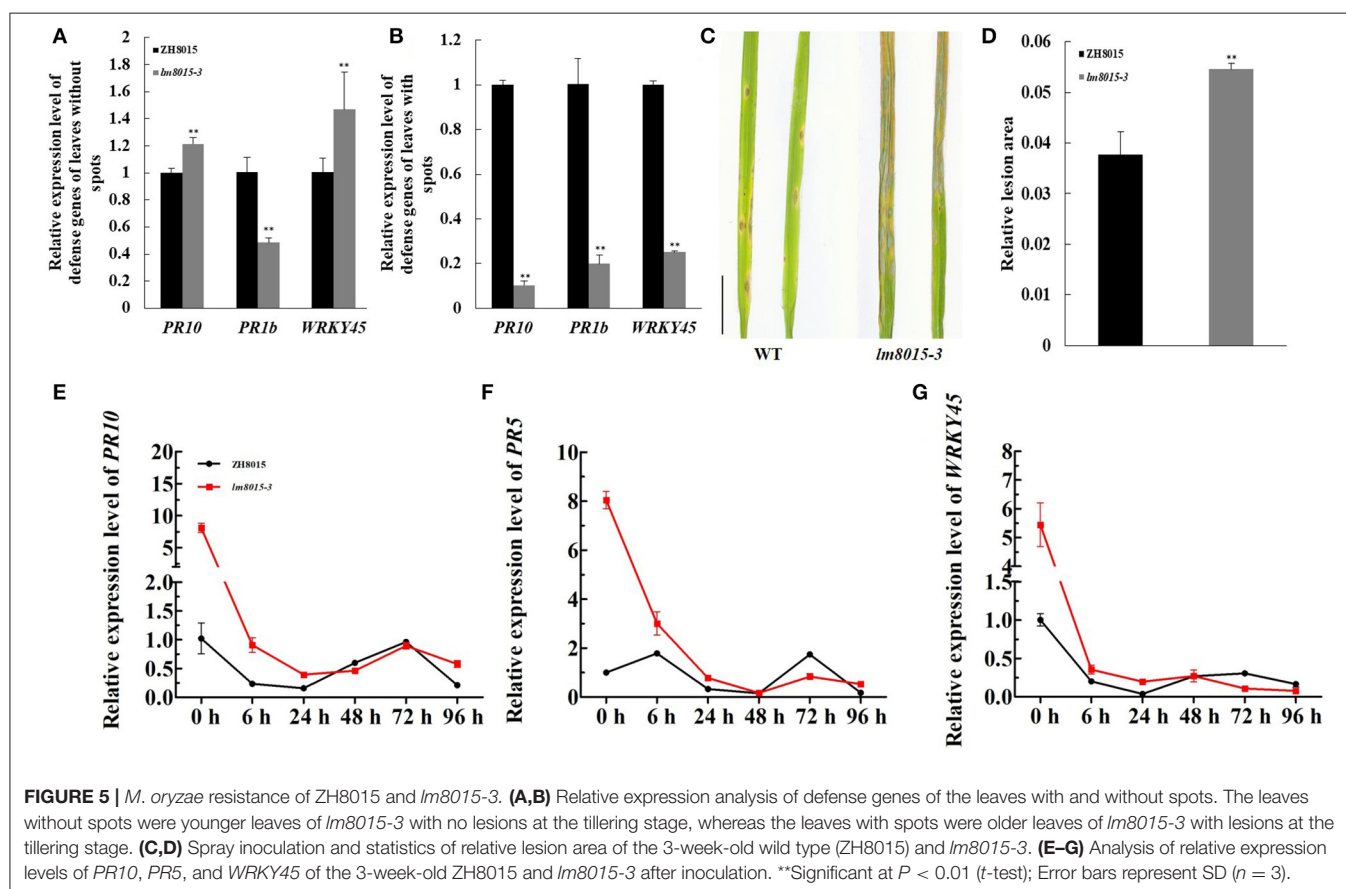 A
B
C
D
Relative expression level of
defense genes of leaves without
spots
2
1.8
1.6
1.4
1.2
1
0.8
0.6
0.4
0.2
0
ZH8015
lm8015-3
**
**
**
PR10 PR1b WRKY45
Relative expression level of
defense genes of leaves with
spots
1.2
1
0.8
0.6
0.4
0.2
0
**
**
**
PR10 PR1b WRKY45
WT lm8015-3
Relative lesion area
0.06
0.05
0.04
0.03
0.02
0.01
0
ZH8015
lm8015-3
**
E
F
G
Relative expression level of PR10
20
15
10
5
2.0
1.5
1.0
0.5
0.0
ZH8015
lm8015-3
0 h 6 h 24 h 48 h 72 h 96 h
Relative expression level of PR5
10
8
6
4
2
0
0 h 6 h 24 h 48 h 72 h 96 h
Relative expression level of WRKY45
8
7
6
5
4
1.5
1.0
0.5
0.0
0 h 6 h 24 h 48 h 72 h 96 h
FIGURE 5 | M. oryzae resistance of ZH8015 and lm8015-3. (A,B) Relative expression analysis of defense genes of the leaves with and without spots. The leaves
without spots were younger leaves of lm8015-3 with no lesions at the tillering stage, whereas the leaves with spots were older leaves of lm8015-3 with lesions at the
tillering stage. (C,D) Spray inoculation and statistics of relative lesion area of the 3-week-old wild type (ZH8015) and lm8015-3. (E–G) Analysis of relative expression
levels of PR10, PR5, and WRKY45 of the 3-week-old ZH8015 and lm8015-3 after inoculation. **Significant at P < 0.01 (t-test); Error bars represent SD (n = 3).